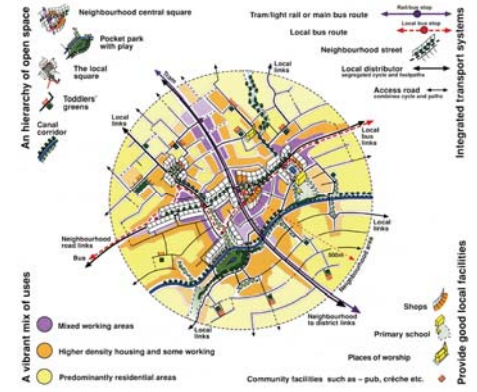 An hierarchy of open space
Neighbourhood central square
Pocket park
with play
The local
square
Toddlers'
greens
Canal
corridor
Integrated transport systems
Rail/bus stop
Tram/light rail or main bus route
Local bus stop
Local bus route
Neighbourhood street
Local distributor
segregated cycle and footpaths
Access road
combines cycle and paths
Tram
Local
links
Local
links
Local
bus
links
Local
links
Neighbourhood
road links
Bus
500m
Neighbourhood area
Neighbourhood
to district links
Local
links
A vibrant mix of uses
Mixed working areas
Higher density housing and some working
Predominantly residential areas
Provide good local facilities
Shops
Primary school
Places of worship
Community facilities such as – pub, crèche etc.